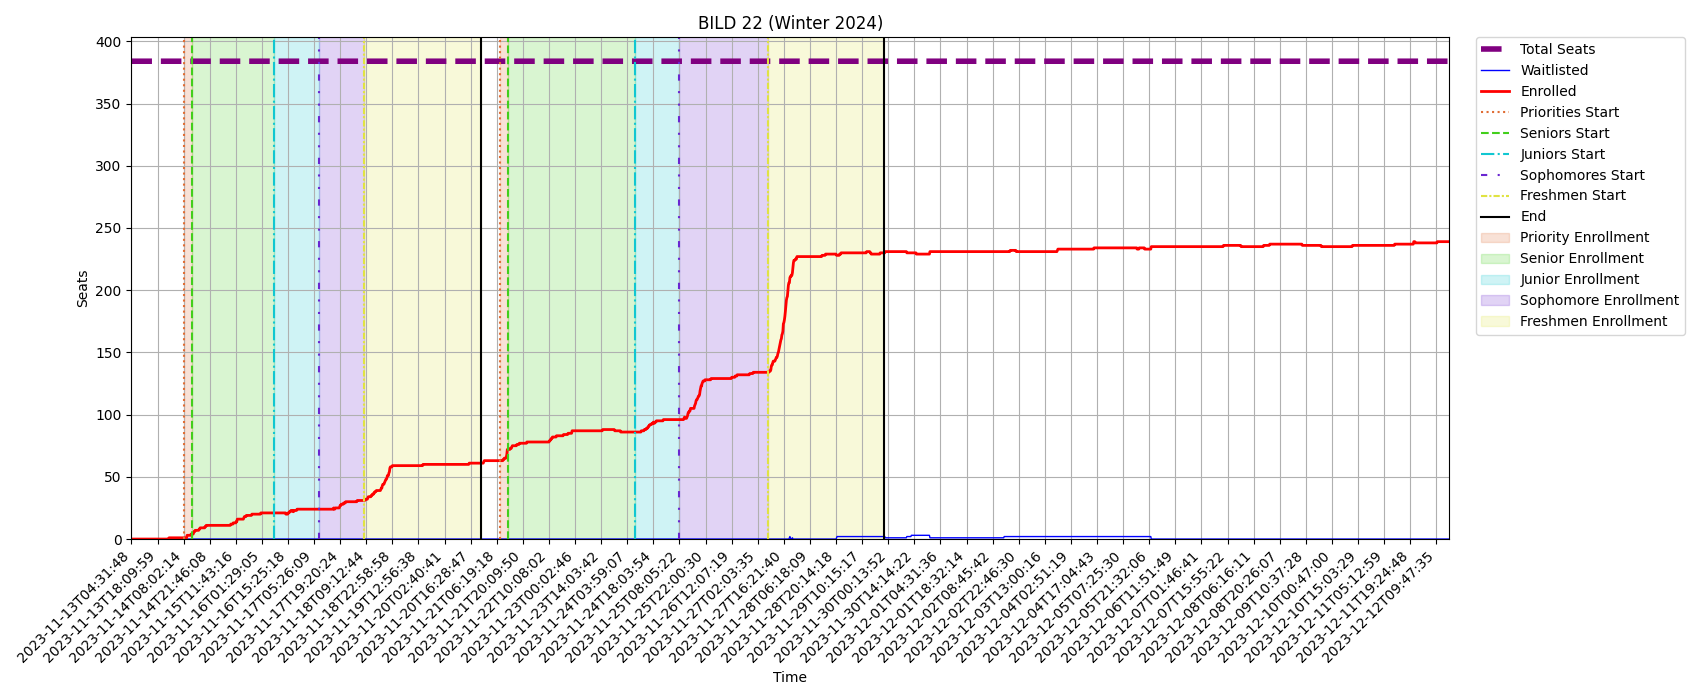 BILD 22 (Winter 2024)
Seats
400
350
300
250
200
150
100
50
0
2023-11-13T04:31:48
2023-11-13T18:09:59
2023-11-14T08:02:14
2023-11-14T21:46:08
2023-11-15T11:43:16
2023-11-16T01:29:05
2023-11-16T15:25:18
2023-11-17T05:26:09
2023-11-17T19:20:24
2023-11-18T09:12:44
2023-11-18T22:58:58
2023-11-19T12:56:38
2023-11-20T02:40:41
2023-11-20T16:28:47
2023-11-21T06:19:18
2023-11-21T20:09:50
2023-11-22T10:08:02
2023-11-23T00:02:46
2023-11-23T14:03:42
2023-11-24T03:59:07
2023-11-24T18:03:54
2023-11-25T08:05:22
2023-11-25T22:00:30
2023-11-26T12:07:19
2023-11-27T02:03:35
2023-11-27T16:21:40
2023-11-28T06:18:09
2023-11-28T20:14:18
2023-11-29T10:15:17
2023-11-30T00:13:52
2023-11-30T14:14:22
2023-12-01T04:31:36
2023-12-01T18:32:14
2023-12-02T08:45:42
2023-12-02T22:46:30
2023-12-03T13:00:16
2023-12-04T02:51:19
2023-12-04T17:04:43
2023-12-05T07:25:30
2023-12-05T21:32:06
2023-12-06T11:51:49
2023-12-07T01:46:41
2023-12-07T15:55:22
2023-12-08T06:16:11
2023-12-08T20:26:07
2023-12-09T10:37:28
2023-12-10T00:47:00
2023-12-10T15:03:29
2023-12-11T05:12:59
2023-12-11T19:24:48
2023-12-12T09:47:35
Time
Total Seats
Waitlisted
Enrolled
Priorities Start
Seniors Start
Juniors Start
Sophomores Start
Freshmen Start
End
Priority Enrollment
Senior Enrollment
Junior Enrollment
Sophomore Enrollment
Freshmen Enrollment